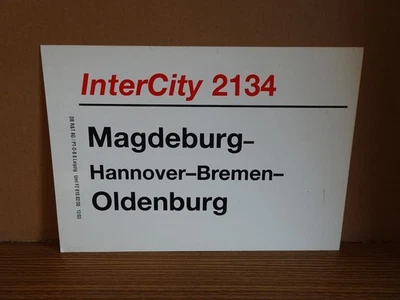 InterCity 2134
Magdeburg–
Hannover–Bremen–
Oldenburg